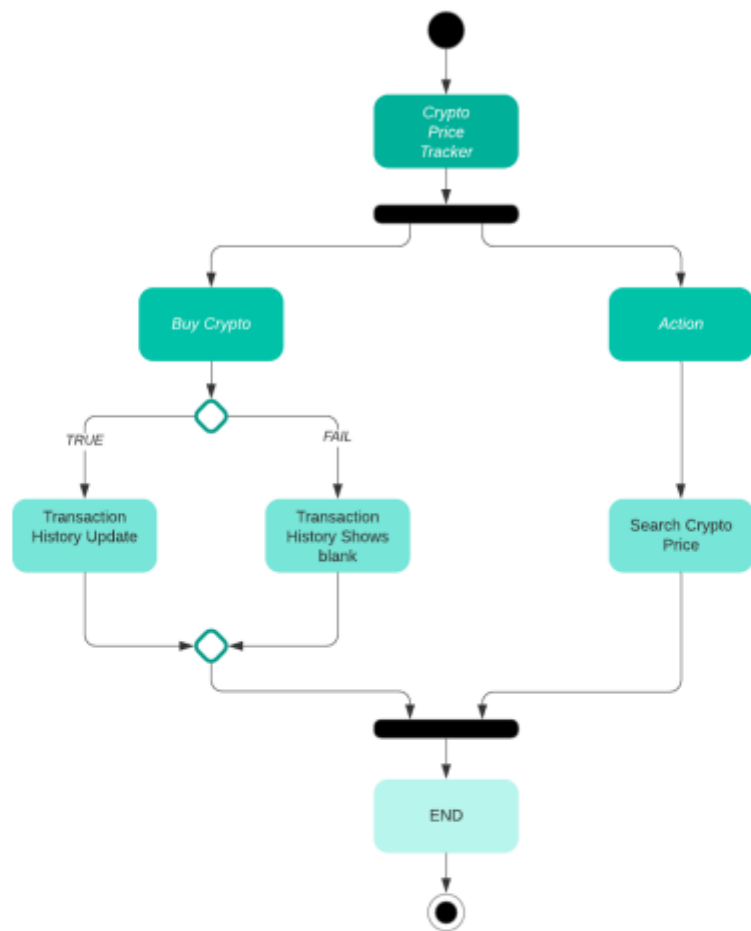 Crypto
Price
Tracker
Buy Crypto
Action
TRUE
FAIL
Transaction
History Update
Transaction
History Shows
blank
Search Crypto
Price
END